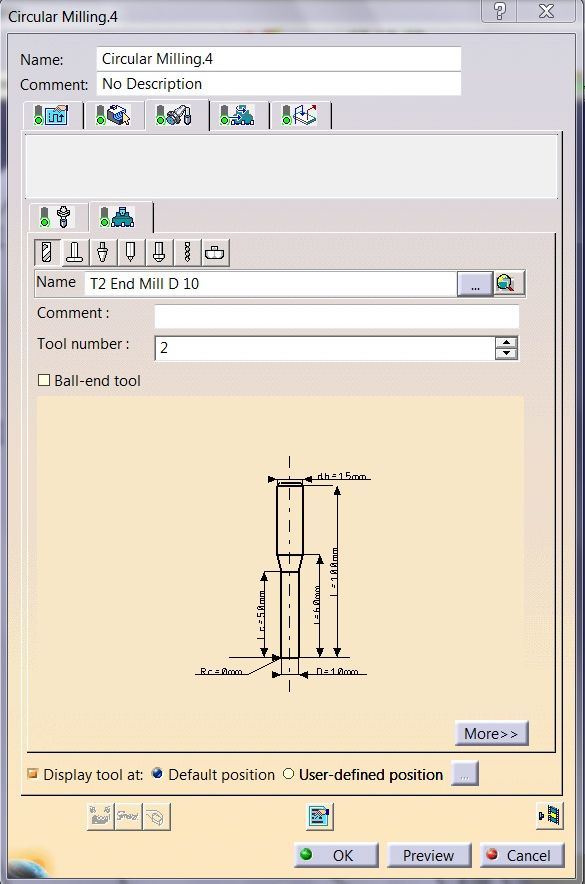 Circular Milling.4
Name: Circular Milling.4
Comment: No Description
Name T2 End Mill D 10 ...
Comment :
Tool number : 2
Ball-end tool
db=15mm
L=100mm
l=60mm
Lc=50mm
Rc=0mm D=10mm
More>>
Display tool at: Default position User-defined position ...
OK Preview Cancel